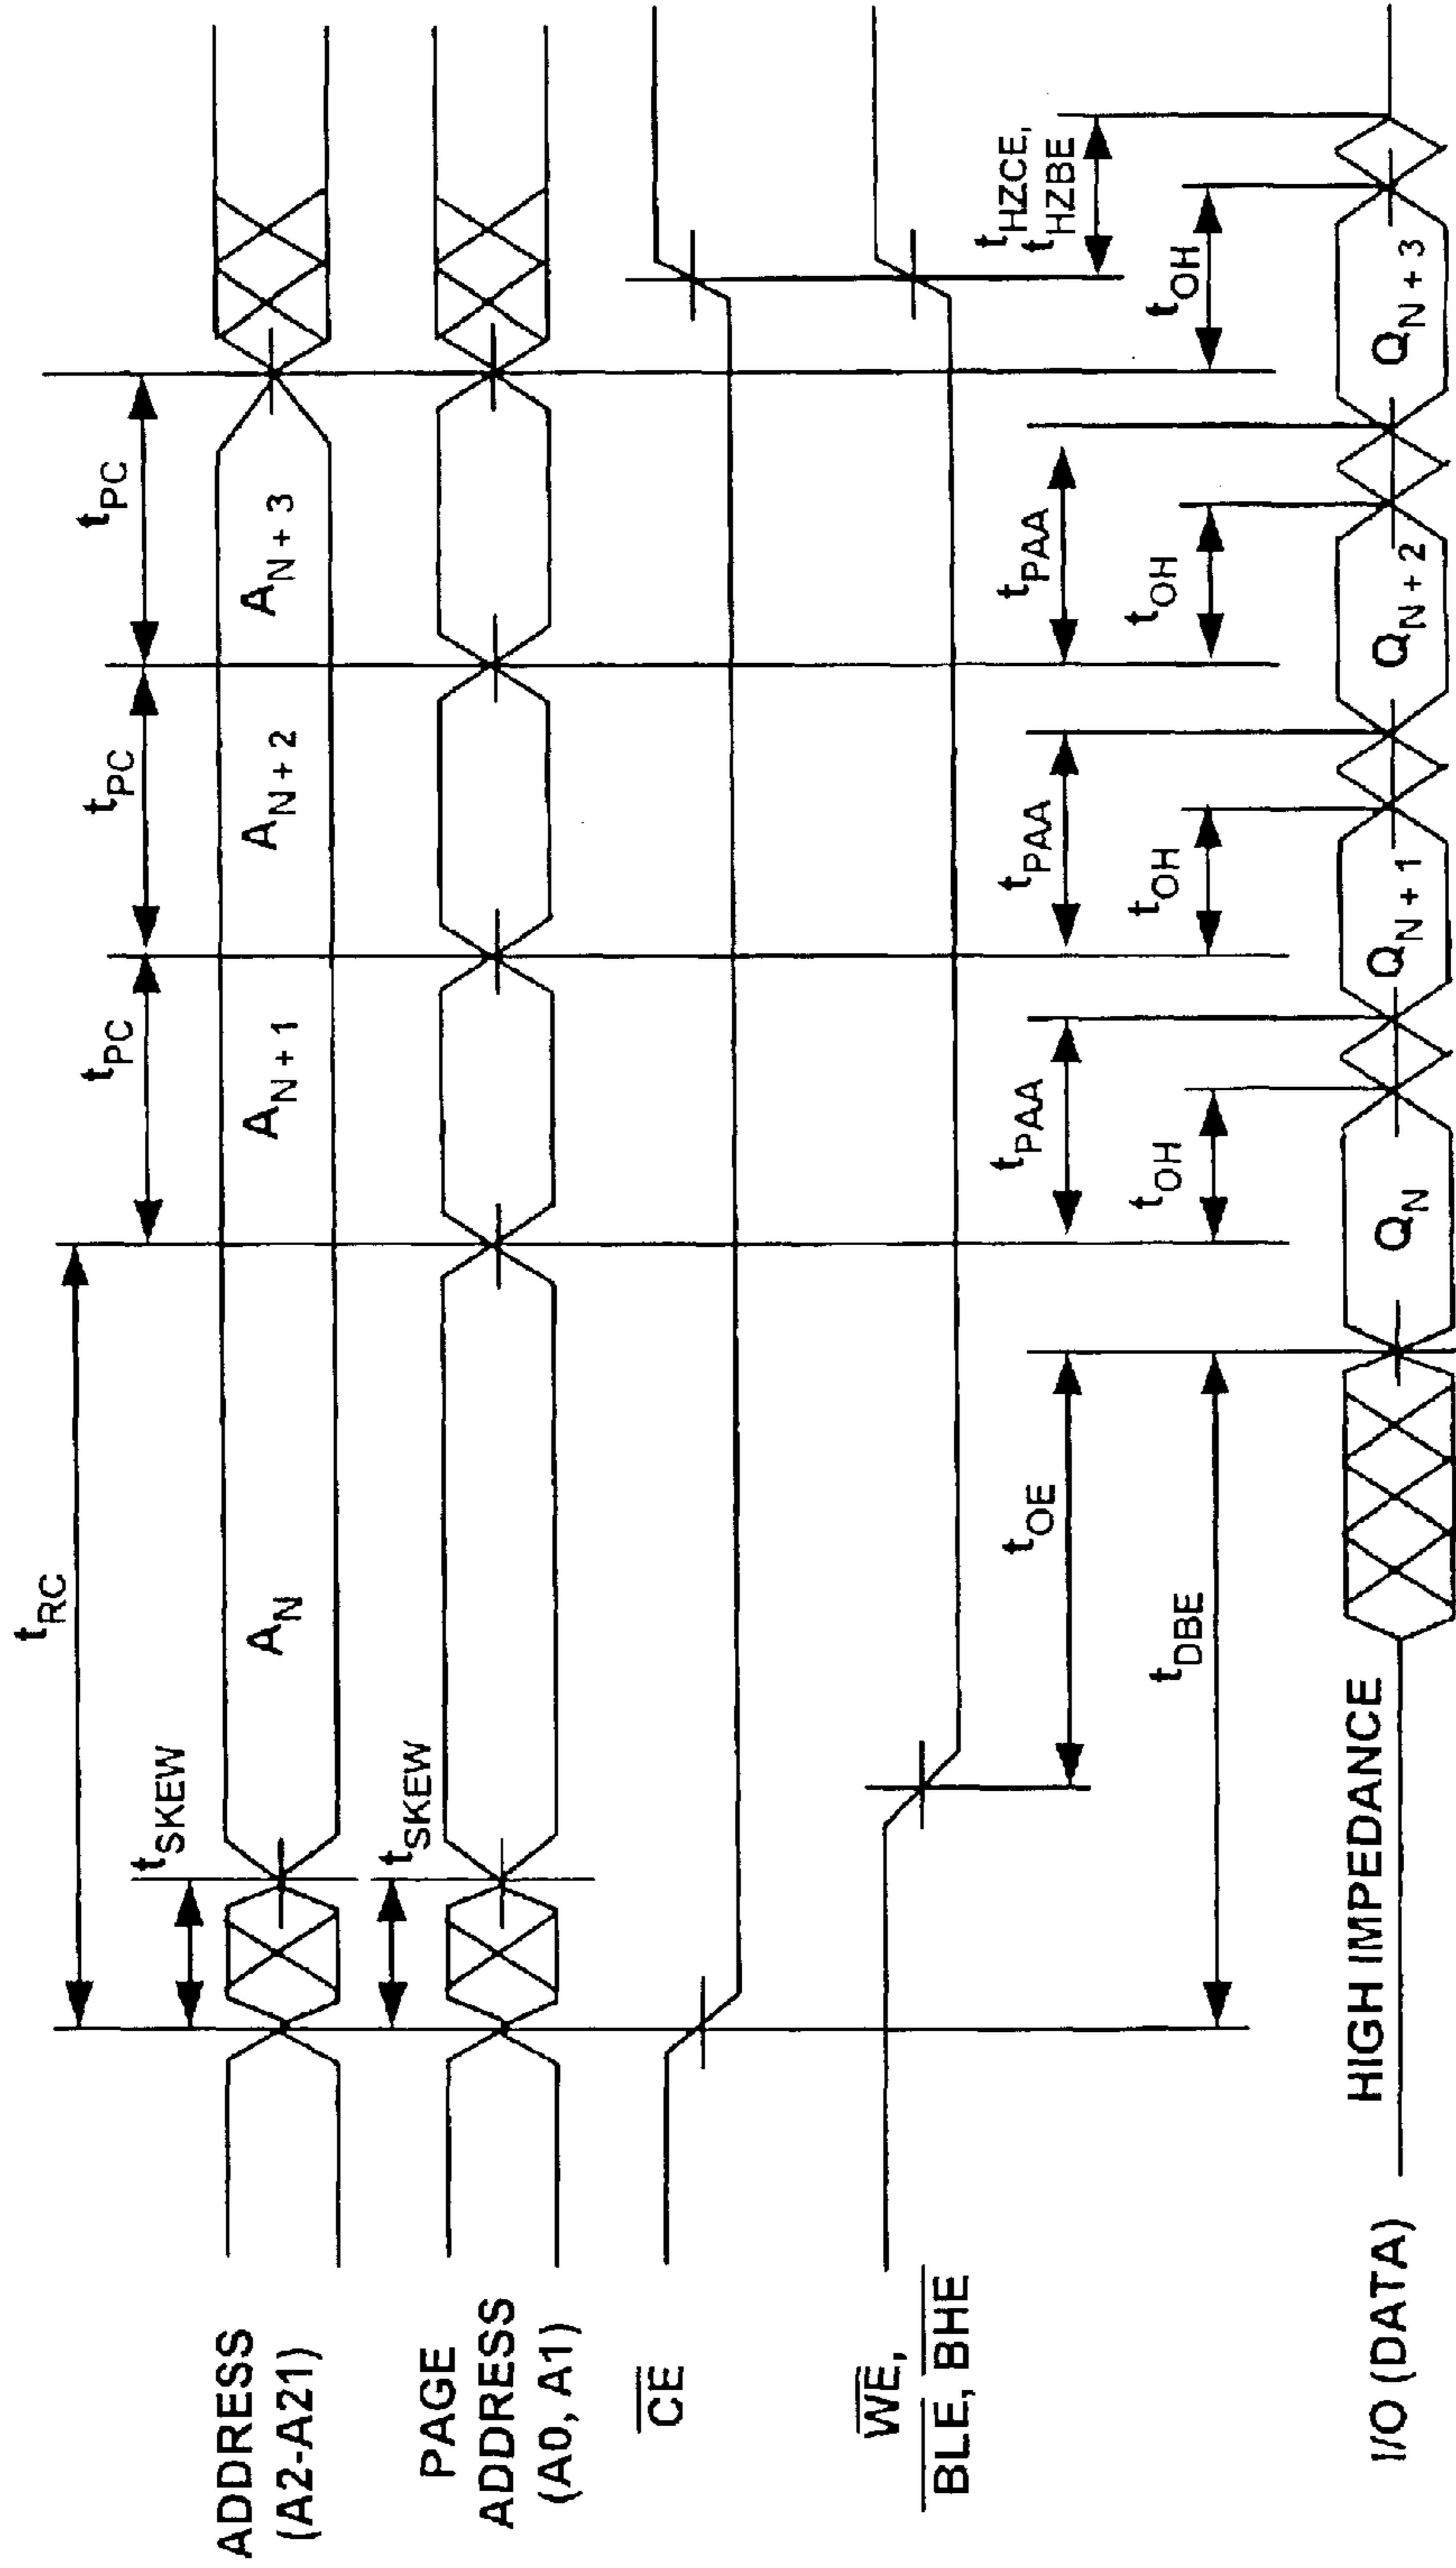 tRC
tPC
tPC
tPC
tSKEW
ADDRESS
(A2-A21)
AN
AN + 1
AN + 2
AN + 3
tSKEW
PAGE
ADDRESS
(A0, A1)
CE
WE,
BLE, BHE
tOE
tPAA
tPAA
tPAA
tHZCE,
tHZBE
tDBE
tOH
tOH
tOH
tOH
I/O (DATA)
HIGH IMPEDANCE
QN
QN + 1
QN + 2
QN + 3